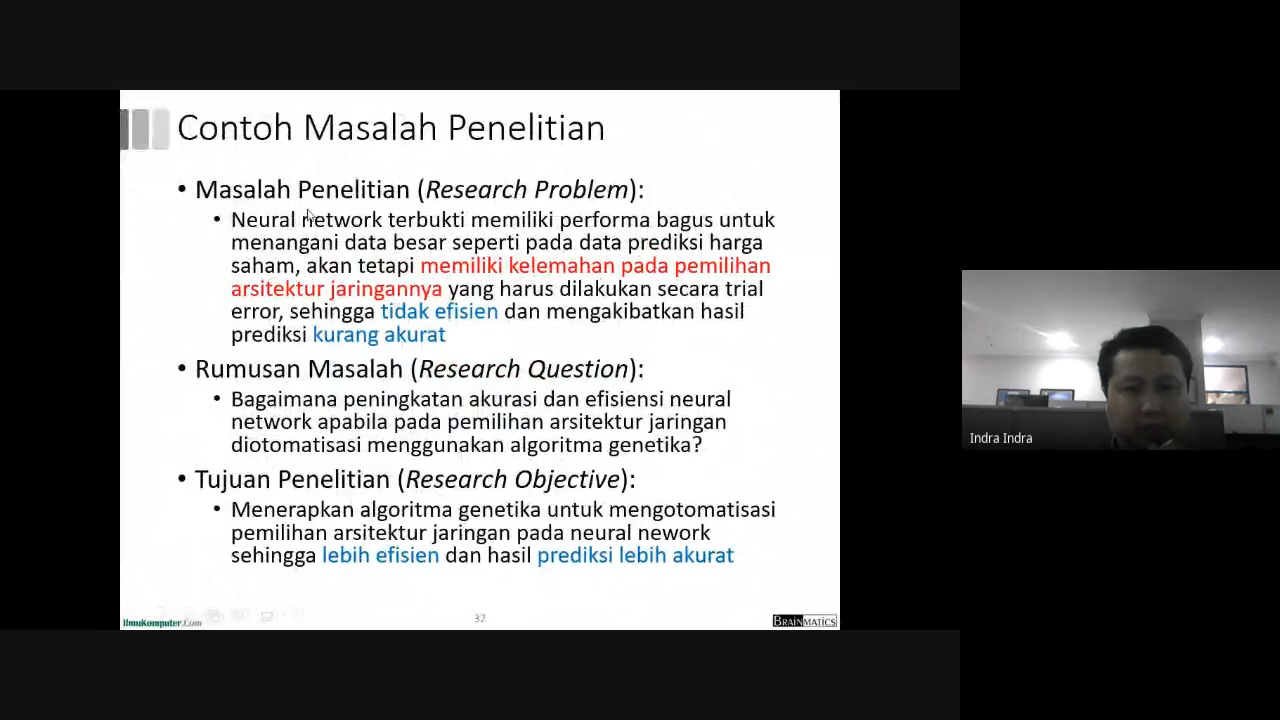 Contoh Masalah Penelitian
• Masalah Penelitian (Research Problem):
• Neural network terbukti memiliki performa bagus untuk
menangani data besar seperti pada data prediksi harga
saham, akan tetapi memiliki kelemahan pada pemilihan
arsitektur jaringannya yang harus dilakukan secara trial
error, sehingga tidak efisien dan mengakibatkan hasil
prediksi kurang akurat
• Rumusan Masalah (Research Question):
• Bagaimana peningkatan akurasi dan efisiensi neural
network apabila pada pemilihan arsitektur jaringan
diotomatisasi menggunakan algoritma genetika?
• Tujuan Penelitian (Research Objective):
• Menerapkan algoritma genetika untuk mengotomatisasi
pemilihan arsitektur jaringan pada neural nework
sehingga lebih efisien dan hasil prediksi lebih akurat
IlmuKomputer.Com
32
BRAINMATICS
Indra Indra